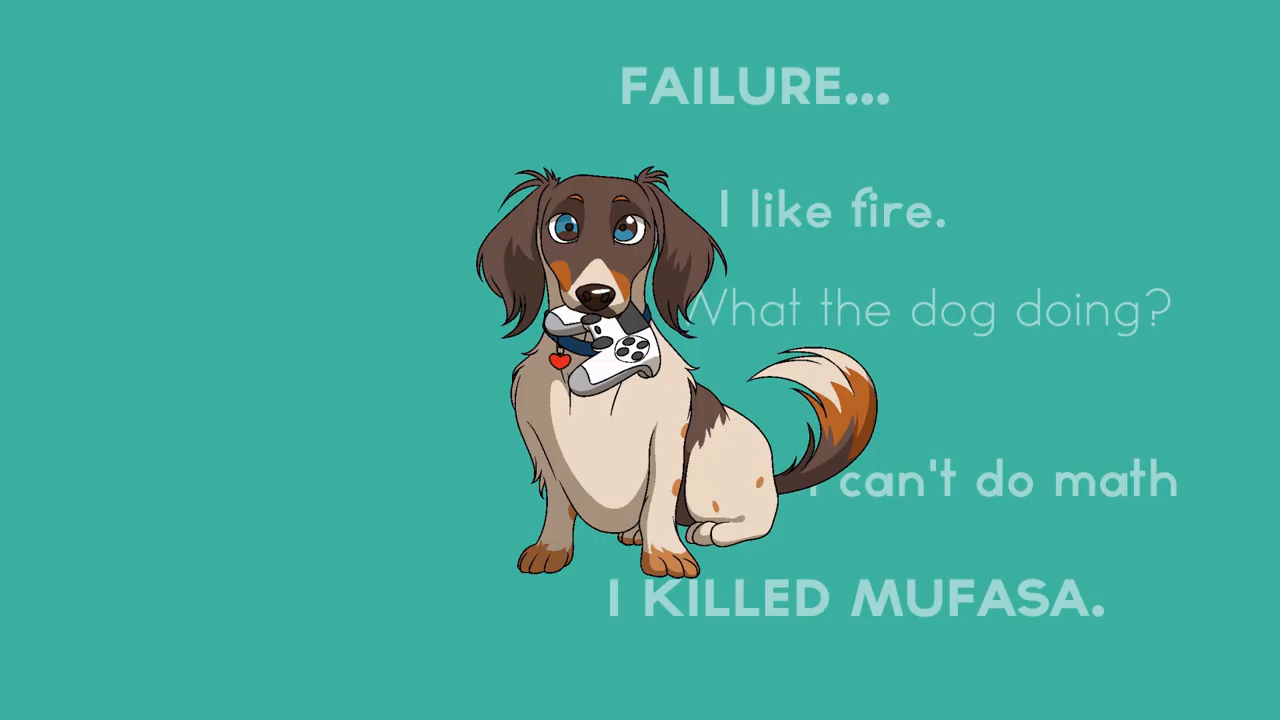 FAILURE...
I like fire.
What the dog doing?
I can't do math
I KILLED MUFASA.